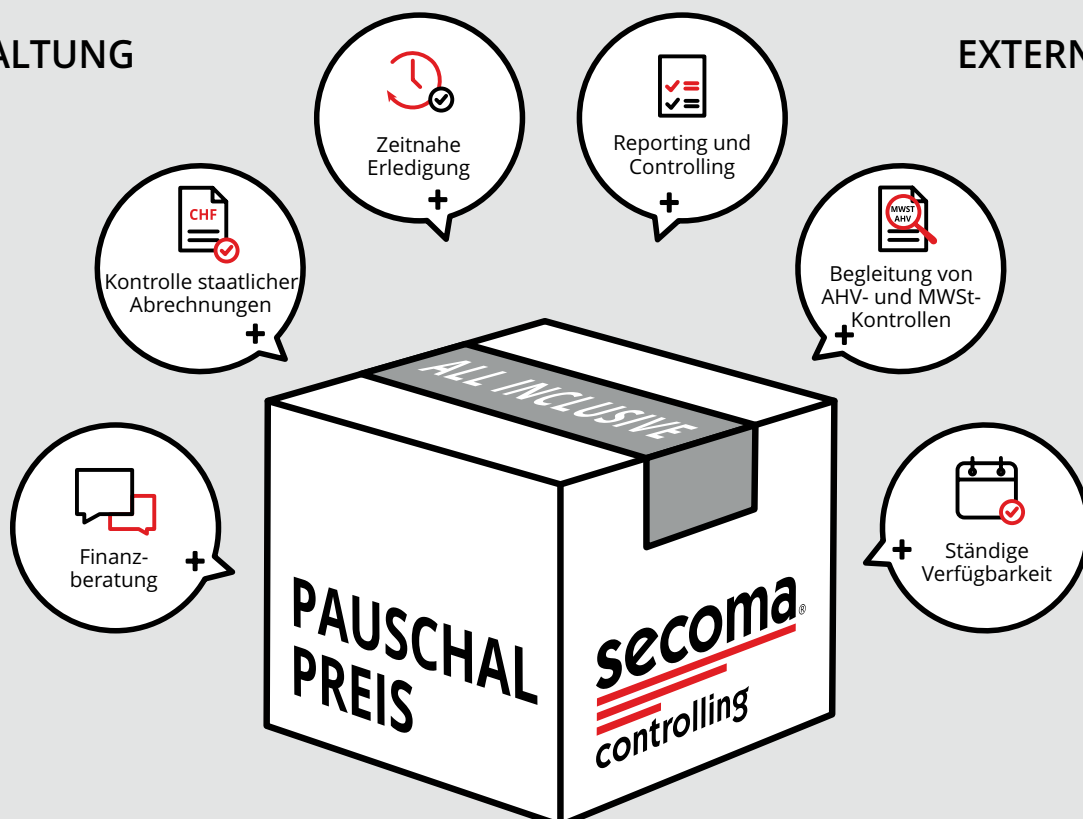 ALTUNG
EXTERN
Zeitnahe
Erledigung
+
Reporting und
Controlling
+
CHF
Kontrolle staatlicher
Abrechnungen
+
MWST
AHV
Begleitung von
AHV- und MWSt-
Kontrollen
+
ALL INCLUSIVE
Finanz-
beratung
+
Ständige
Verfügbarkeit
+
PAUSCHAL
PREIS
secoma®
controlling